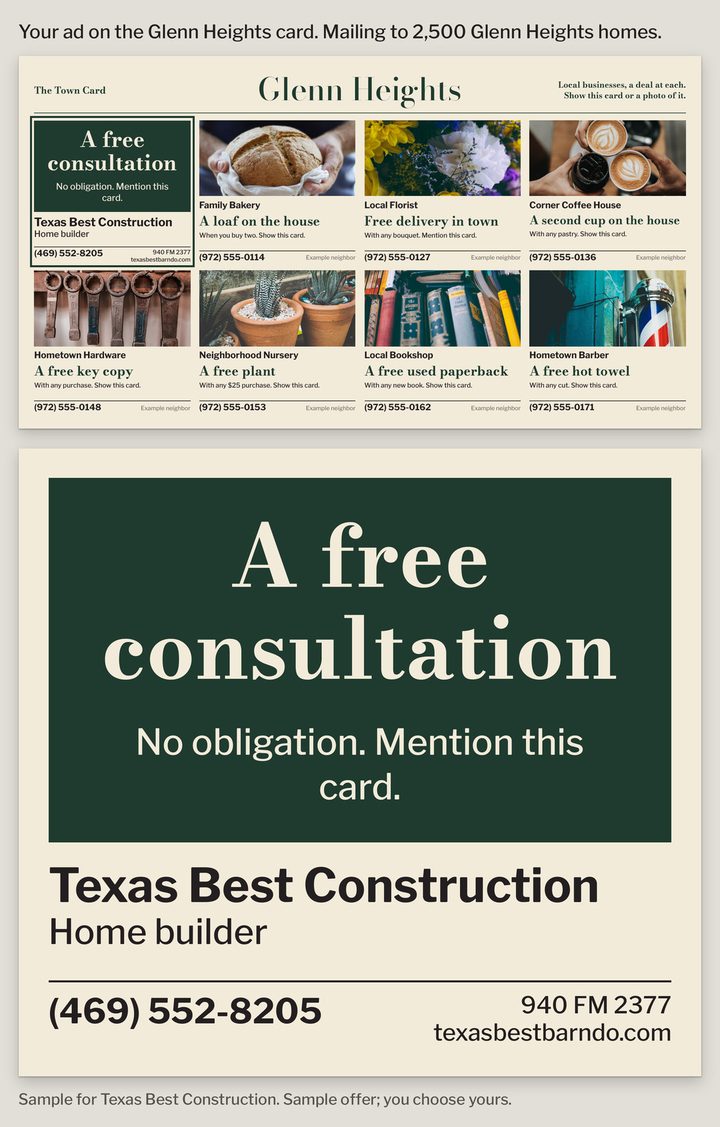 Your ad on the Glenn Heights card. Mailing to 2,500 Glenn Heights homes.
The Town Card
Glenn Heights
Local businesses, a deal at each.
Show this card or a photo of it.
A free
consultation
No obligation. Mention this
card.
Texas Best Construction
Home builder
(469) 552-8205
940 FM 2377
texasbestbarndo.com
Family Bakery
A loaf on the house
When you buy two. Show this card.
(972) 555-0114
Example neighbor
Local Florist
Free delivery in town
With any bouquet. Mention this card.
(972) 555-0127
Example neighbor
Corner Coffee House
A second cup on the house
With any pastry. Show this card.
(972) 555-0136
Example neighbor
Hometown Hardware
A free key copy
With any purchase. Show this card.
(972) 555-0148
Example neighbor
Neighborhood Nursery
A free plant
With any $25 purchase. Show this card.
(972) 555-0153
Example neighbor
Local Bookshop
A free used paperback
With any new book. Show this card.
(972) 555-0162
Example neighbor
Hometown Barber
A free hot towel
With any cut. Show this card.
(972) 555-0171
Example neighbor
A free
consultation
No obligation. Mention this
card.
Texas Best Construction
Home builder
(469) 552-8205
940 FM 2377
texasbestbarndo.com
Sample for Texas Best Construction. Sample offer; you choose yours.